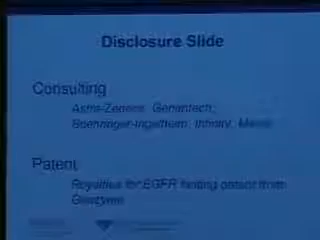 Disclosure Slide
Consulting
Astra-Zeneca, Genentech,
Boehringer-Ingelheim, Infinity, Merck
Patent
Royalties for EGFR testing patent from
Genzyme